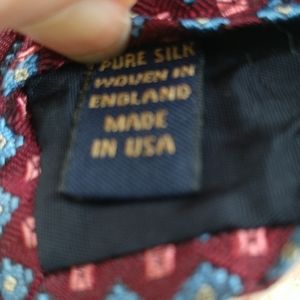 PURE SILK
WOVEN IN
ENGLAND
MADE
IN USA